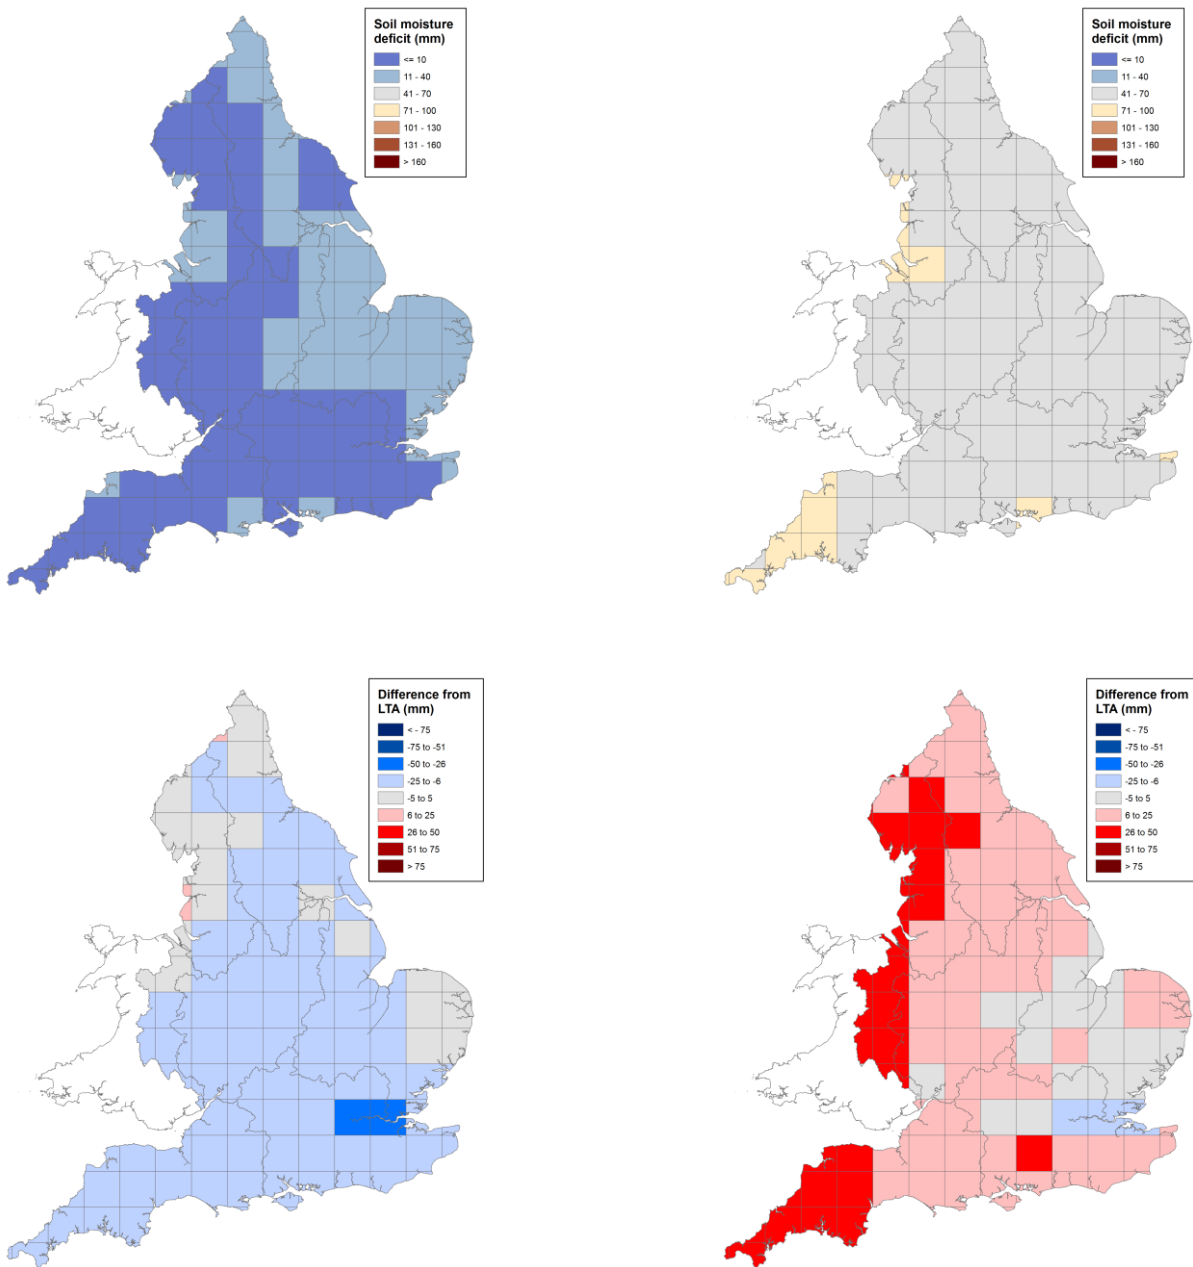 Soil moisture
deficit (mm)
<= 10
11 - 40
41 - 70
71 - 100
101 - 130
131 - 160
> 160
Soil moisture
deficit (mm)
<= 10
11 - 40
41 - 70
71 - 100
101 - 130
131 - 160
> 160
Difference from
LTA (mm)
< - 75
-75 to -51
-50 to -26
-25 to -6
-5 to 5
6 to 25
26 to 50
51 to 75
> 75
Difference from
LTA (mm)
< - 75
-75 to -51
-50 to -26
-25 to -6
-5 to 5
6 to 25
26 to 50
51 to 75
> 75